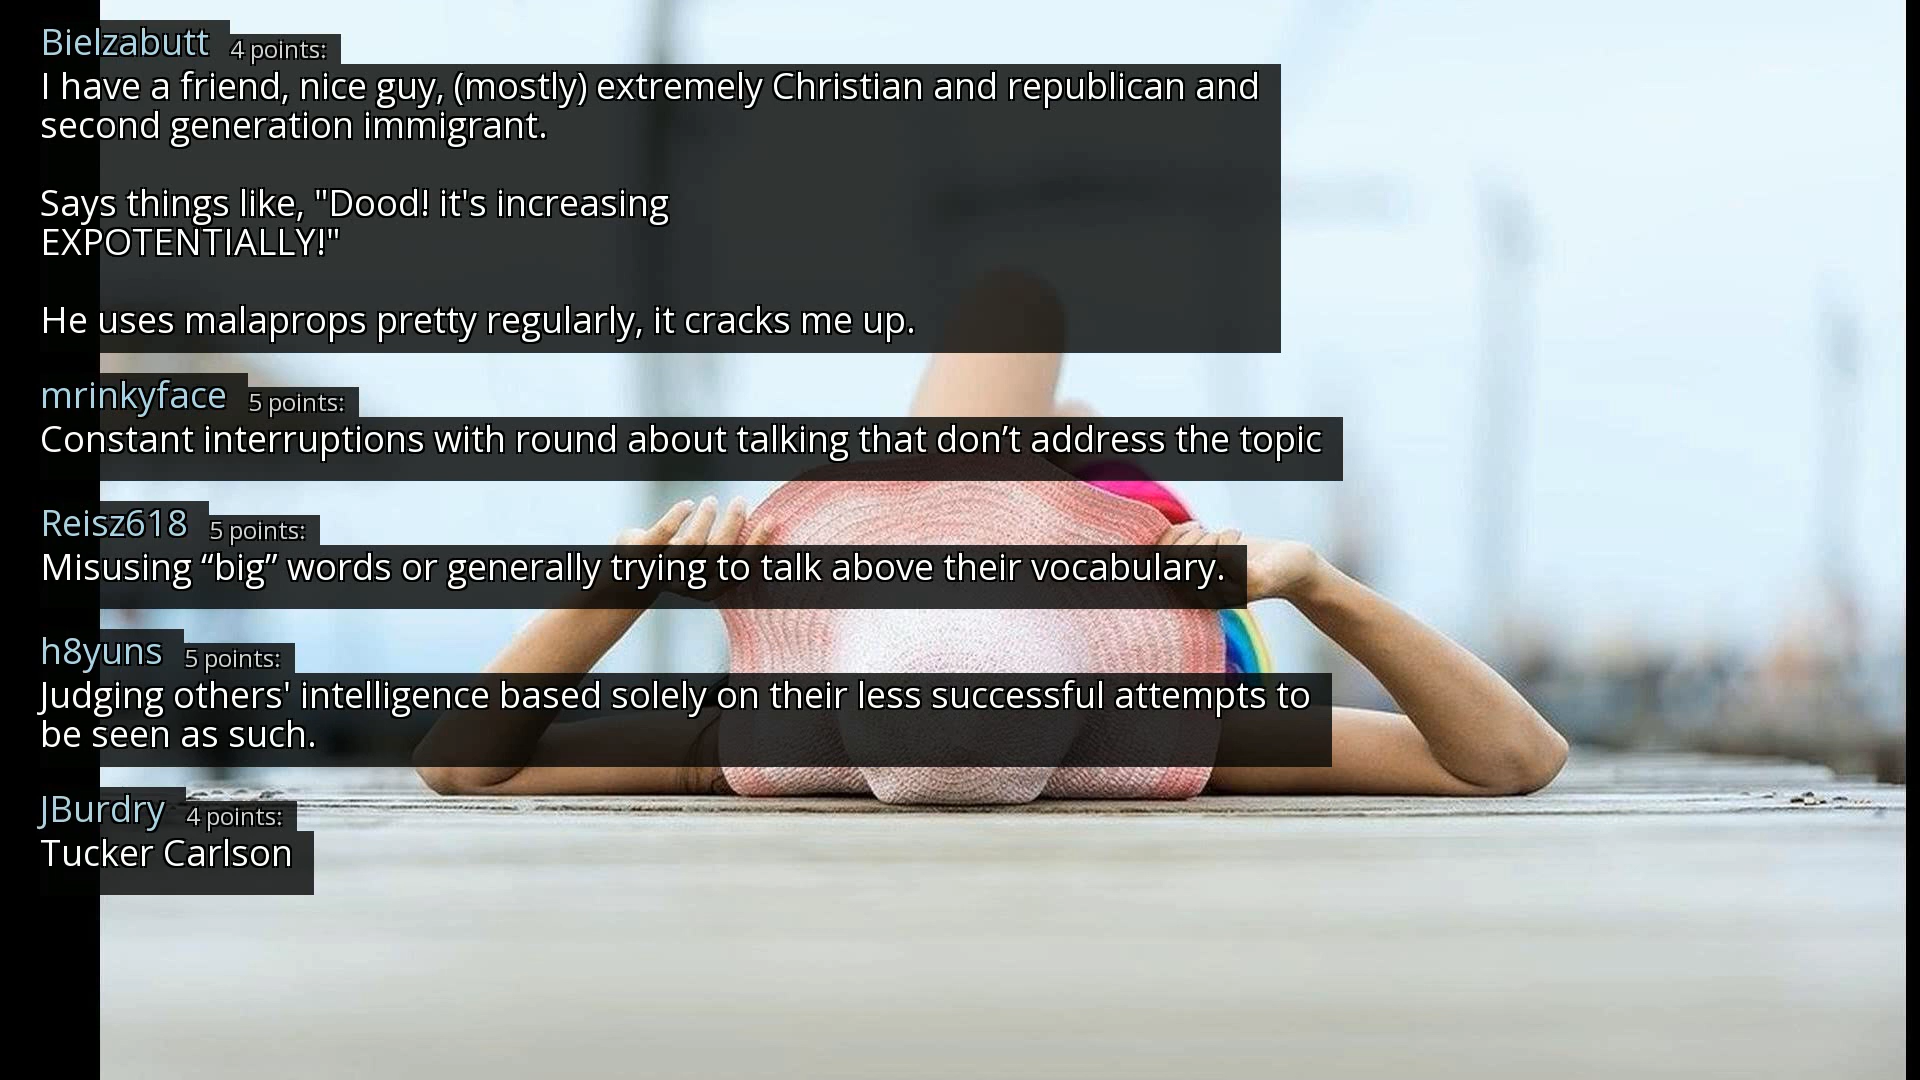 Bielzabutt 4 points:
I have a friend, nice guy, (mostly) extremely Christian and republican and
second generation immigrant.
Says things like, "Dood! it's increasing
EXPOTENTIALLY!"
He uses malaprops pretty regularly, it cracks me up.
mrinkyface 5 points:
Constant interruptions with round about talking that don’t address the topic
Reisz618 5 points:
Misusing “big” words or generally trying to talk above their vocabulary.
h8yuns 5 points:
Judging others' intelligence based solely on their less successful attempts to
be seen as such.
JBurdry 4 points:
Tucker Carlson